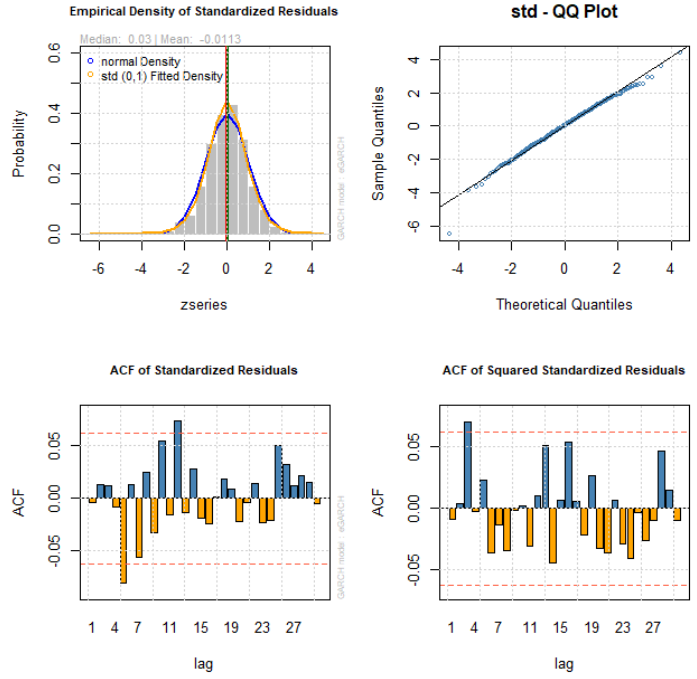 Empirical Density of Standardized Residuals
Median: 0.03 | Mean: -0.0113
normal Density
std (0,1) Fitted Density
Probability
0.0 0.2 0.4 0.6
GARCH model : eGARCH
-6 -4 -2 0 2 4
zseries
std - QQ Plot
Sample Quantiles
-6 -4 -2 0 2 4
-4 -2 0 2 4
Theoretical Quantiles
ACF of Standardized Residuals
ACF
-0.05 0.00 0.05
GARCH model : eGARCH
1 4 7 11 15 19 23 27
lag
ACF of Squared Standardized Residuals
ACF
-0.05 0.00 0.05
1 4 7 11 15 19 23 27
lag